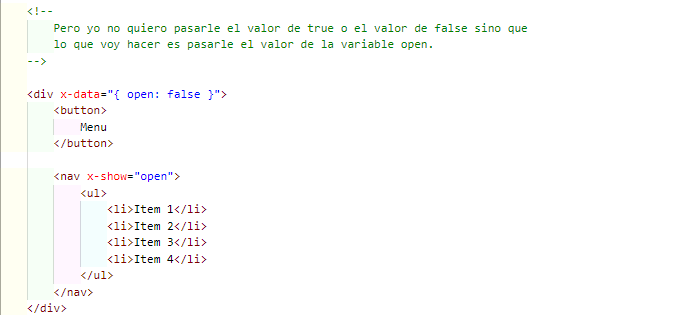 <!--
Pero yo no quiero pasarle el valor de true o el valor de false sino que
lo que voy hacer es pasarle el valor de la variable open.
-->
<div x-data="{ open: false }">
<button>
Menu
</button>
<nav x-show="open">
<ul>
<li>Item 1</li>
<li>Item 2</li>
<li>Item 3</li>
<li>Item 4</li>
</ul>
</nav>
</div>